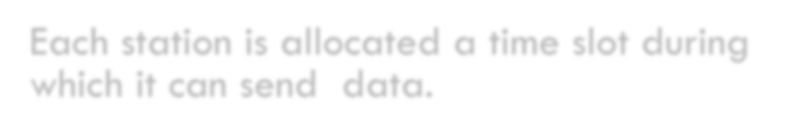 Each station is allocated a time slot during
which it can send  data.